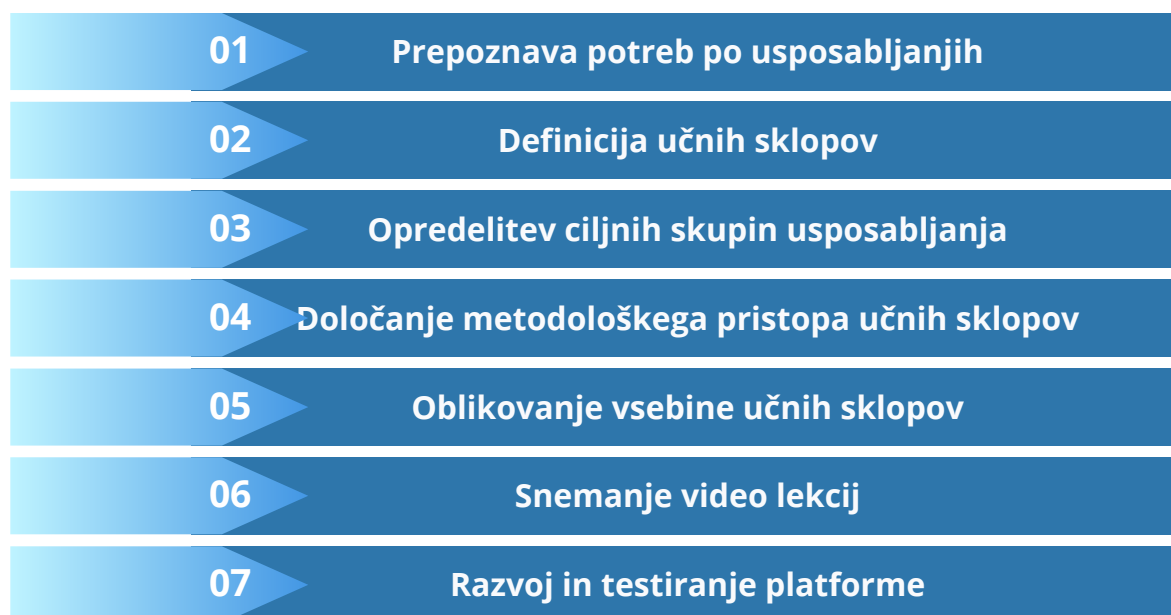 01 Prepoznava potreb po usposabljanjih
02 Definicija učnih sklopov
03 Opredelitev ciljnih skupin usposabljanja
04 Določanje metodološkega pristopa učnih sklopov
05 Oblikovanje vsebine učnih sklopov
06 Snemanje video lekcij
07 Razvoj in testiranje platforme